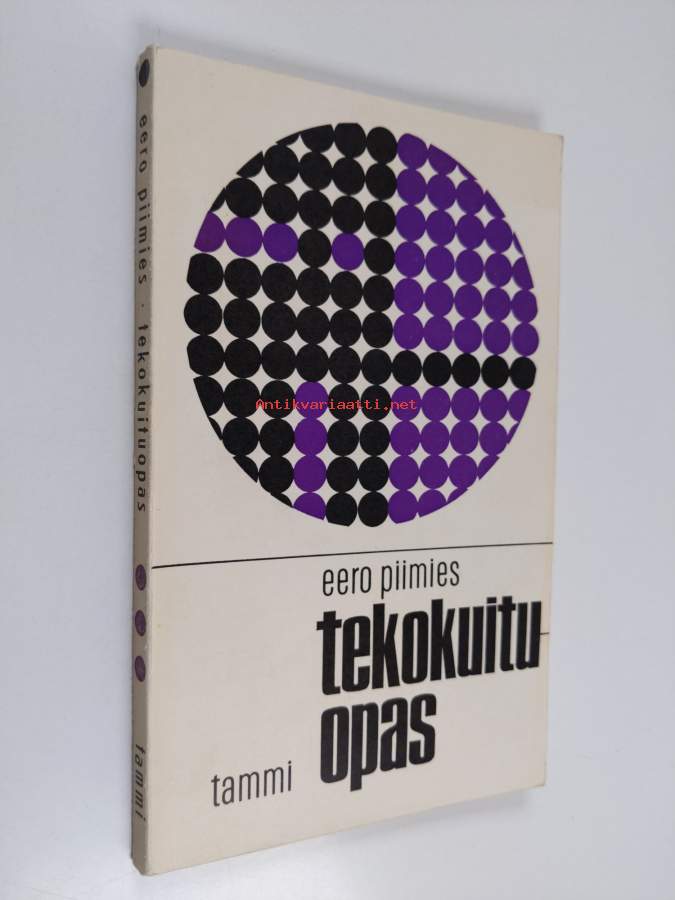 eero piimies · tekokuituopas
tammi
Antikvariaatti.net
eero piimies
tekokuitu-
opas
tammi